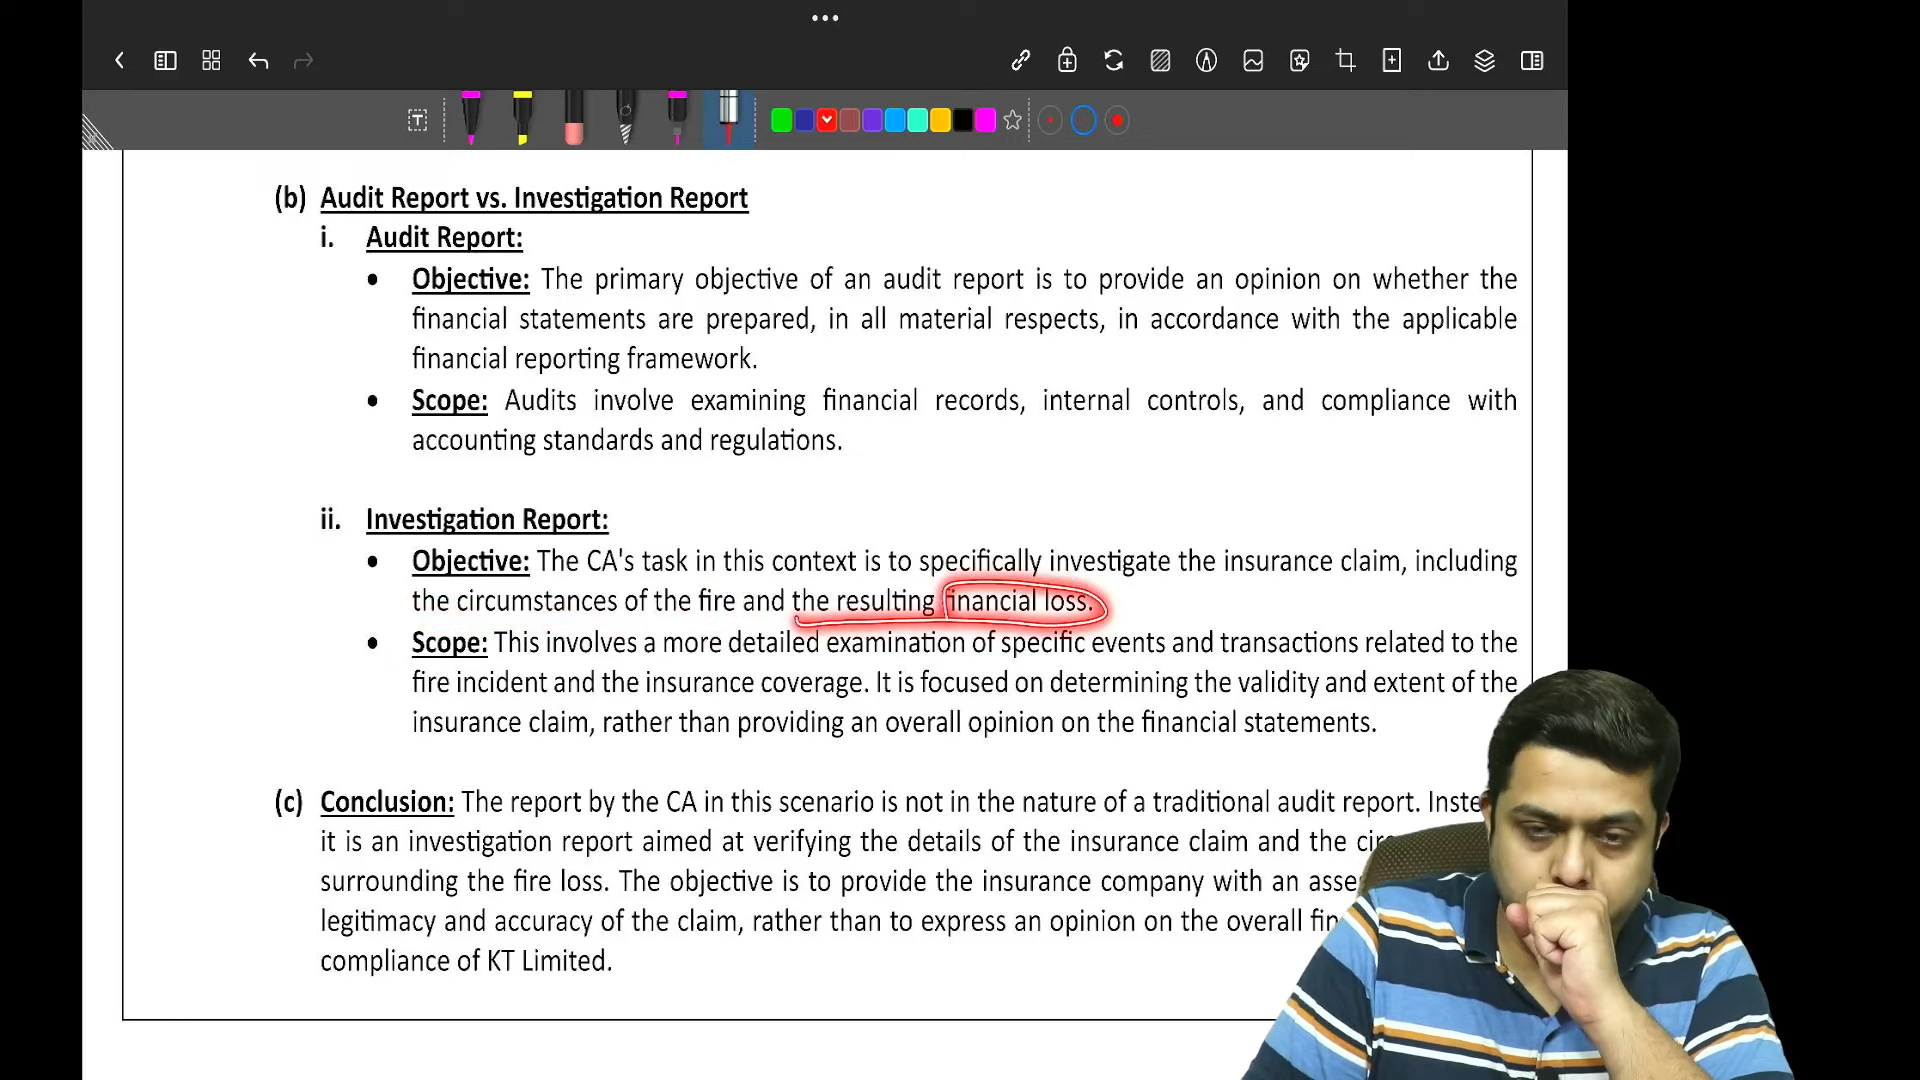 (b) Audit Report vs. Investigation Report
i. Audit Report:
• Objective: The primary objective of an audit report is to provide an opinion on whether the
financial statements are prepared, in all material respects, in accordance with the applicable
financial reporting framework.
• Scope: Audits involve examining financial records, internal controls, and compliance with
accounting standards and regulations.
ii. Investigation Report:
• Objective: The CA's task in this context is to specifically investigate the insurance claim, including
the circumstances of the fire and the resulting financial loss.
• Scope: This involves a more detailed examination of specific events and transactions related to the
fire incident and the insurance coverage. It is focused on determining the validity and extent of the
insurance claim, rather than providing an overall opinion on the financial statements.
(c) Conclusion: The report by the CA in this scenario is not in the nature of a traditional audit report.
it is an investigation report aimed at verifying the details of the insurance claim and the
surrounding the fire loss. The objective is to provide the insurance company with an
legitimacy and accuracy of the claim, rather than to express an opinion on the overall
compliance of KT Limited.